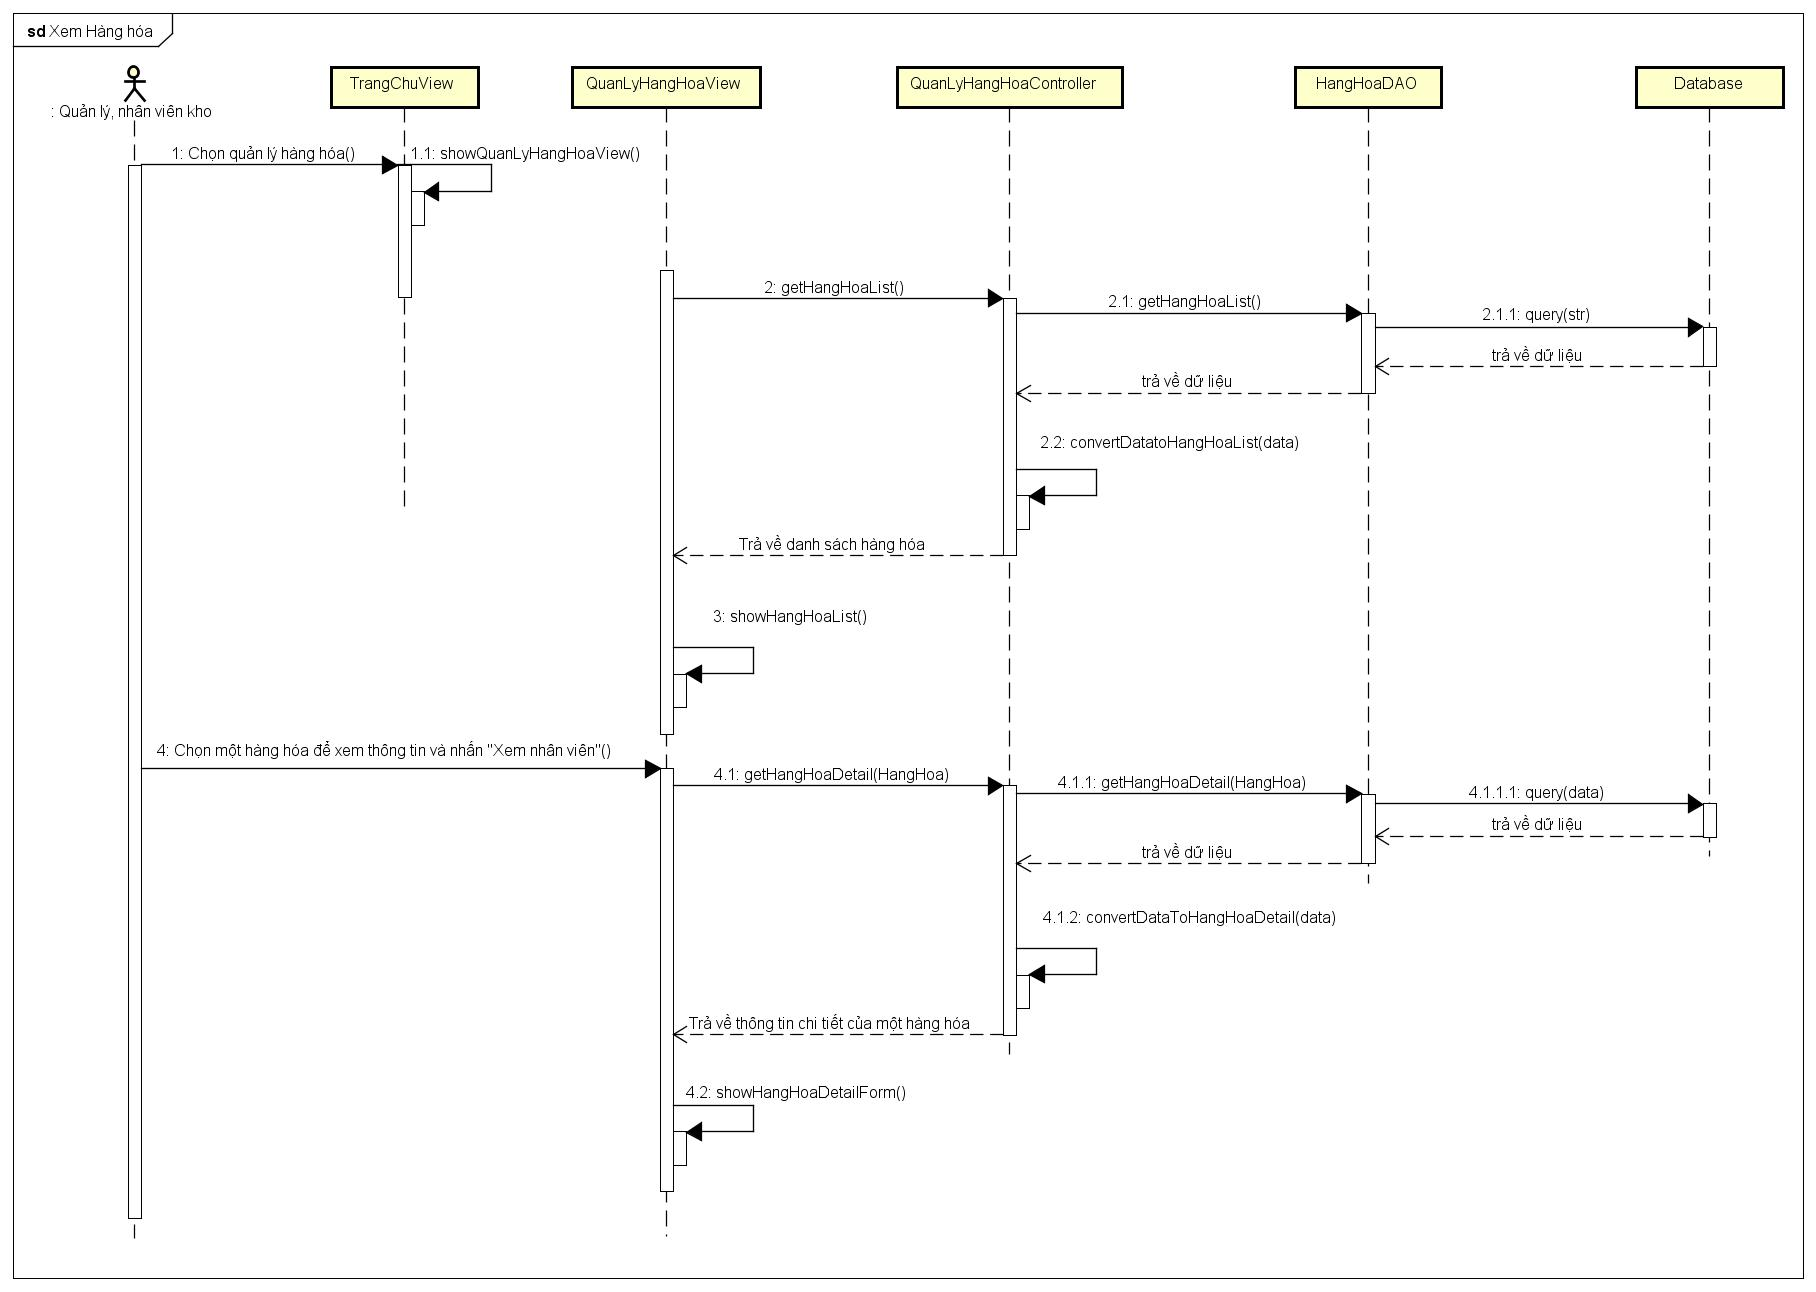 sd Xem Hàng hóa
: Quản lý, nhân viên kho
TrangChuView
QuanLyHangHoaView
QuanLyHangHoaController
HangHoaDAO
Database
1: Chọn quản lý hàng hóa()
1.1: showQuanLyHangHoaView()
2: getHangHoaList()
2.1: getHangHoaList()
2.1.1: query(str)
trả về dữ liệu
trả về dữ liệu
2.2: convertDatatoHangHoaList(data)
Trả về danh sách hàng hóa
3: showHangHoaList()
4: Chọn một hàng hóa để xem thông tin và nhấn "Xem nhân viên"()
4.1: getHangHoaDetail(HangHoa)
4.1.1: getHangHoaDetail(HangHoa)
4.1.1.1: query(data)
trả về dữ liệu
trả về dữ liệu
4.1.2: convertDataToHangHoaDetail(data)
Trả về thông tin chi tiết của một hàng hóa
4.2: showHangHoaDetailForm()